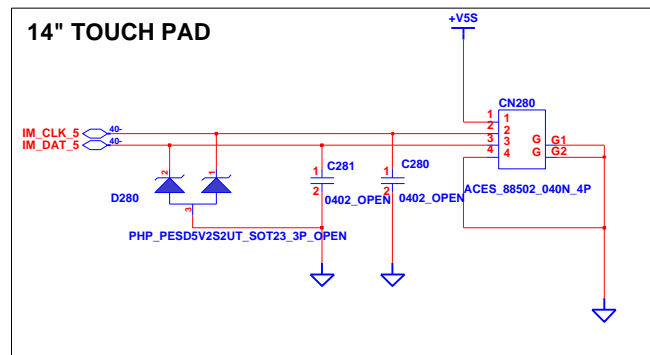 14" TOUCH PAD
+V5S
CN280
IM_CLK_5 40-
IM_DAT_5 40-
1 1
2 2
3 3 G G1
4 4 G G2
2 1
D280
3
1 C281
2
0402_OPEN
1 C280
2
0402_OPEN
ACES_88502_040N_4P
PHP_PESD5V2S2UT_SOT23_3P_OPEN